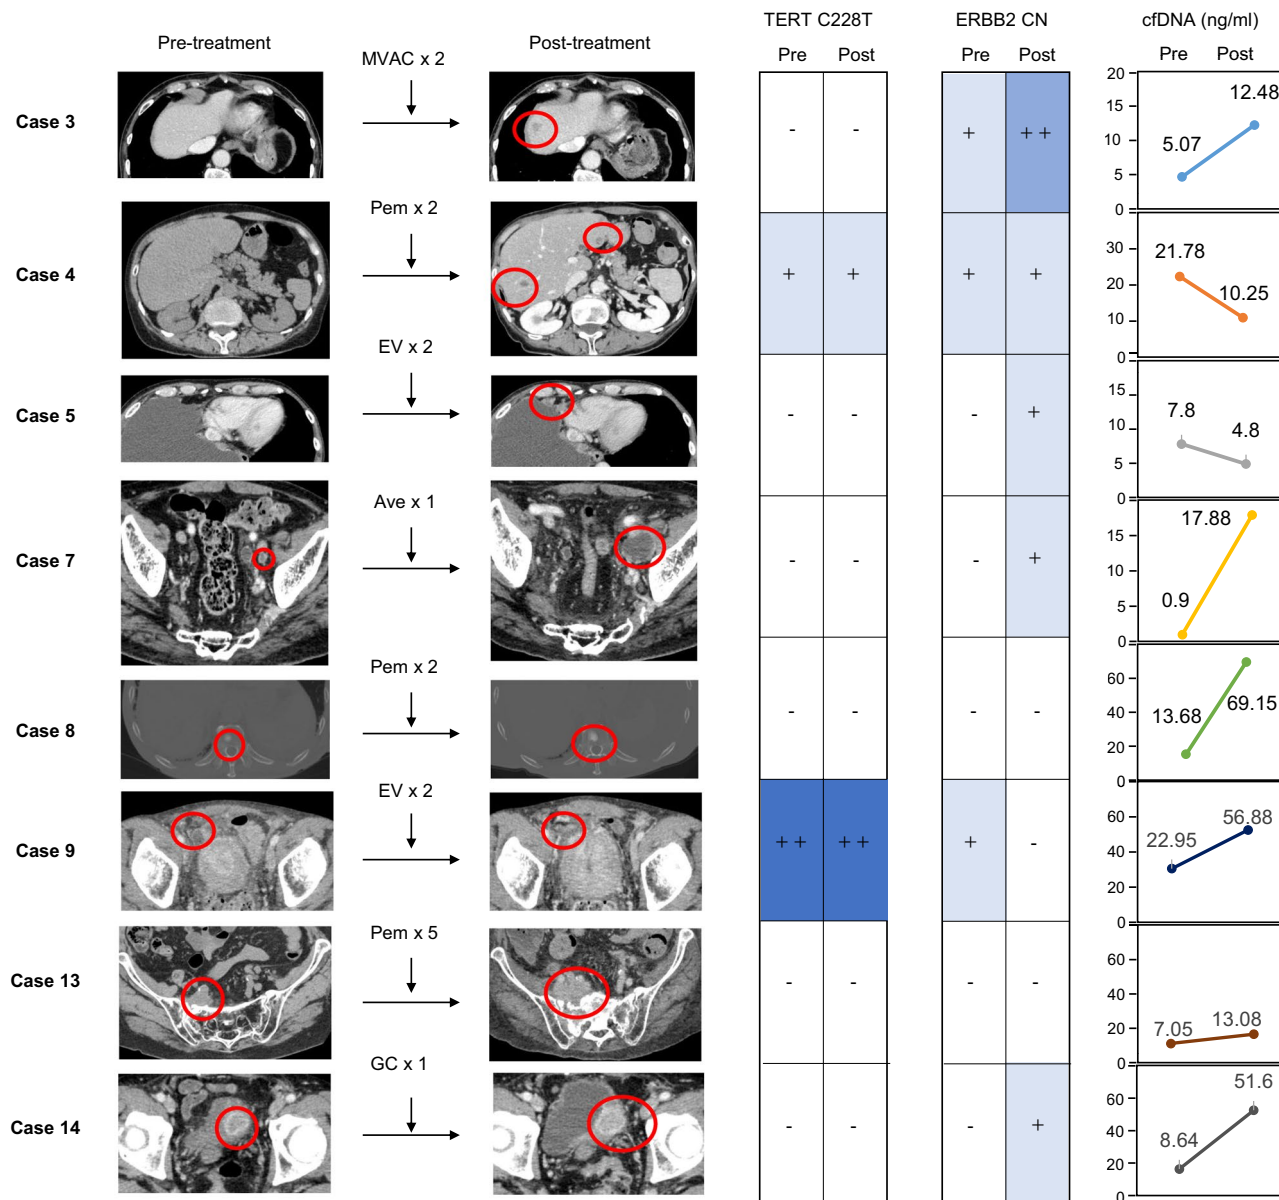 TERT C228T ERBB2 CN cfDNA (ng/ml)
Pre-treatment Post-treatment Pre Post Pre Post Pre Post
MVAC x 2
Case 3 - - + + + 5.07 12.48
20
15
10
5
0
Pem x 2
Case 4 + + + + 21.78 10.25
30
20
10
0
EV x 2
Case 5 - - - + 7.8 4.8
15
10
5
0
Ave x 1
Case 7 - - - + 0.9 17.88
15
10
5
0
Pem x 2
Case 8 - - - - 13.68 69.15
60
40
20
0
EV x 2
Case 9 + + + + + - 22.95 56.88
60
40
20
0
Pem x 5
Case 13 - - - - 7.05 13.08
60
40
20
0
GC x 1
Case 14 - - - + 8.64 51.6
60
40
20
0